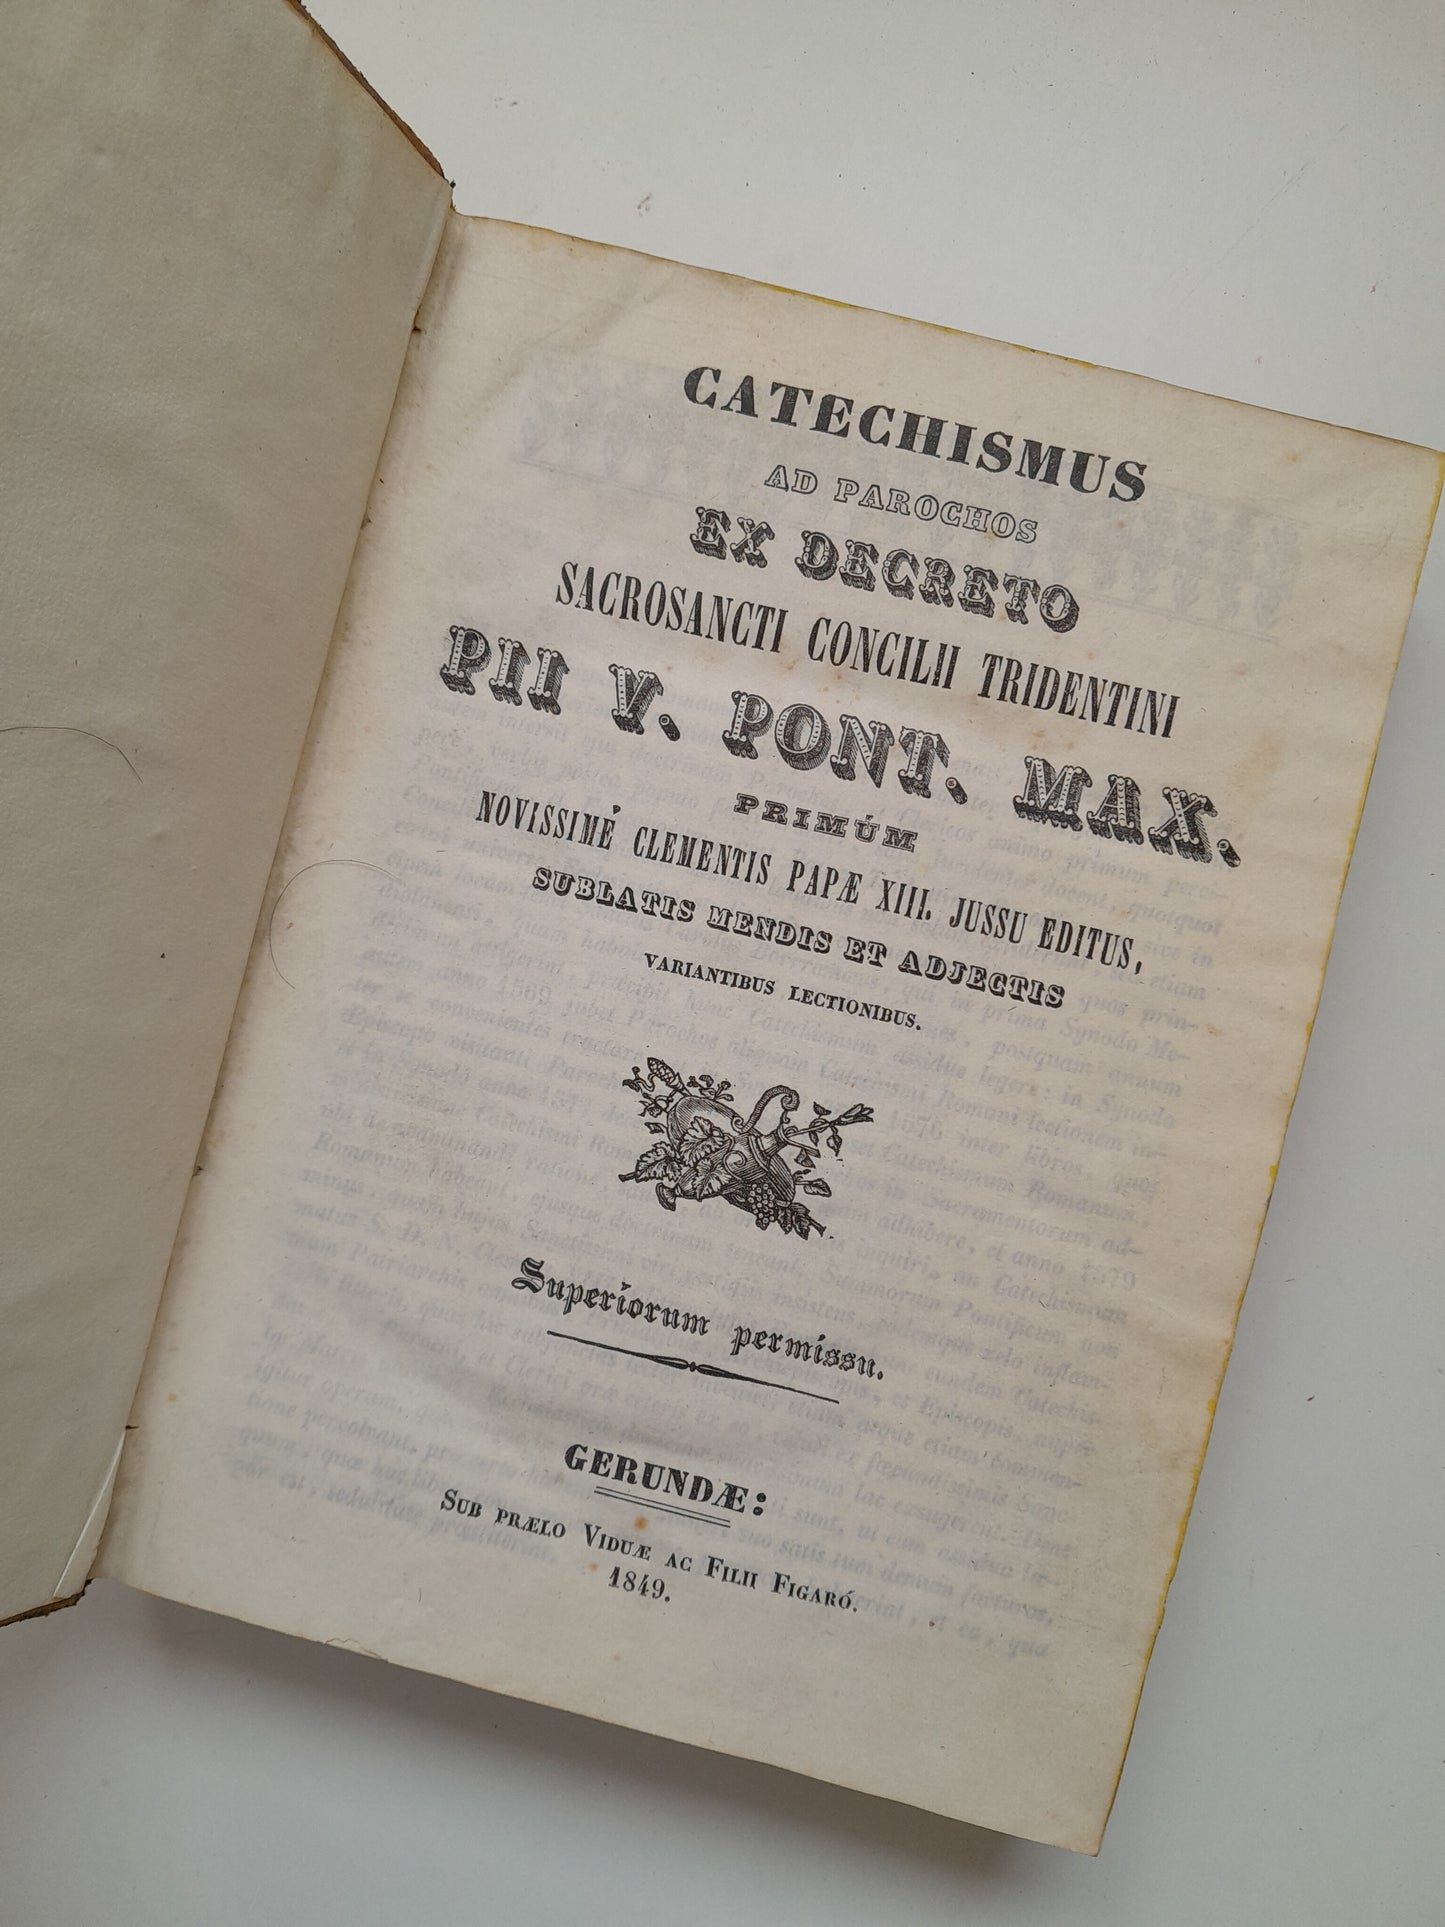 CATECHISMUS
AD PAROCHOS
EX DECRETO
SACROSANCTI CONCILII TRIDENTINI
PII V. PONT. MAX.
PRIMÚM
NOVISSIMÉ CLEMENTIS PAPÆ XIII. JUSSU EDITUS,
SUBLATIS MENDIS ET ADJECTIS
VARIANTIBUS LECTIONIBUS.
Superiorum permissu.
GERUNDÆ:
SUB PRÆLO VIDUÆ AC FILII FIGARÓ.
1849.